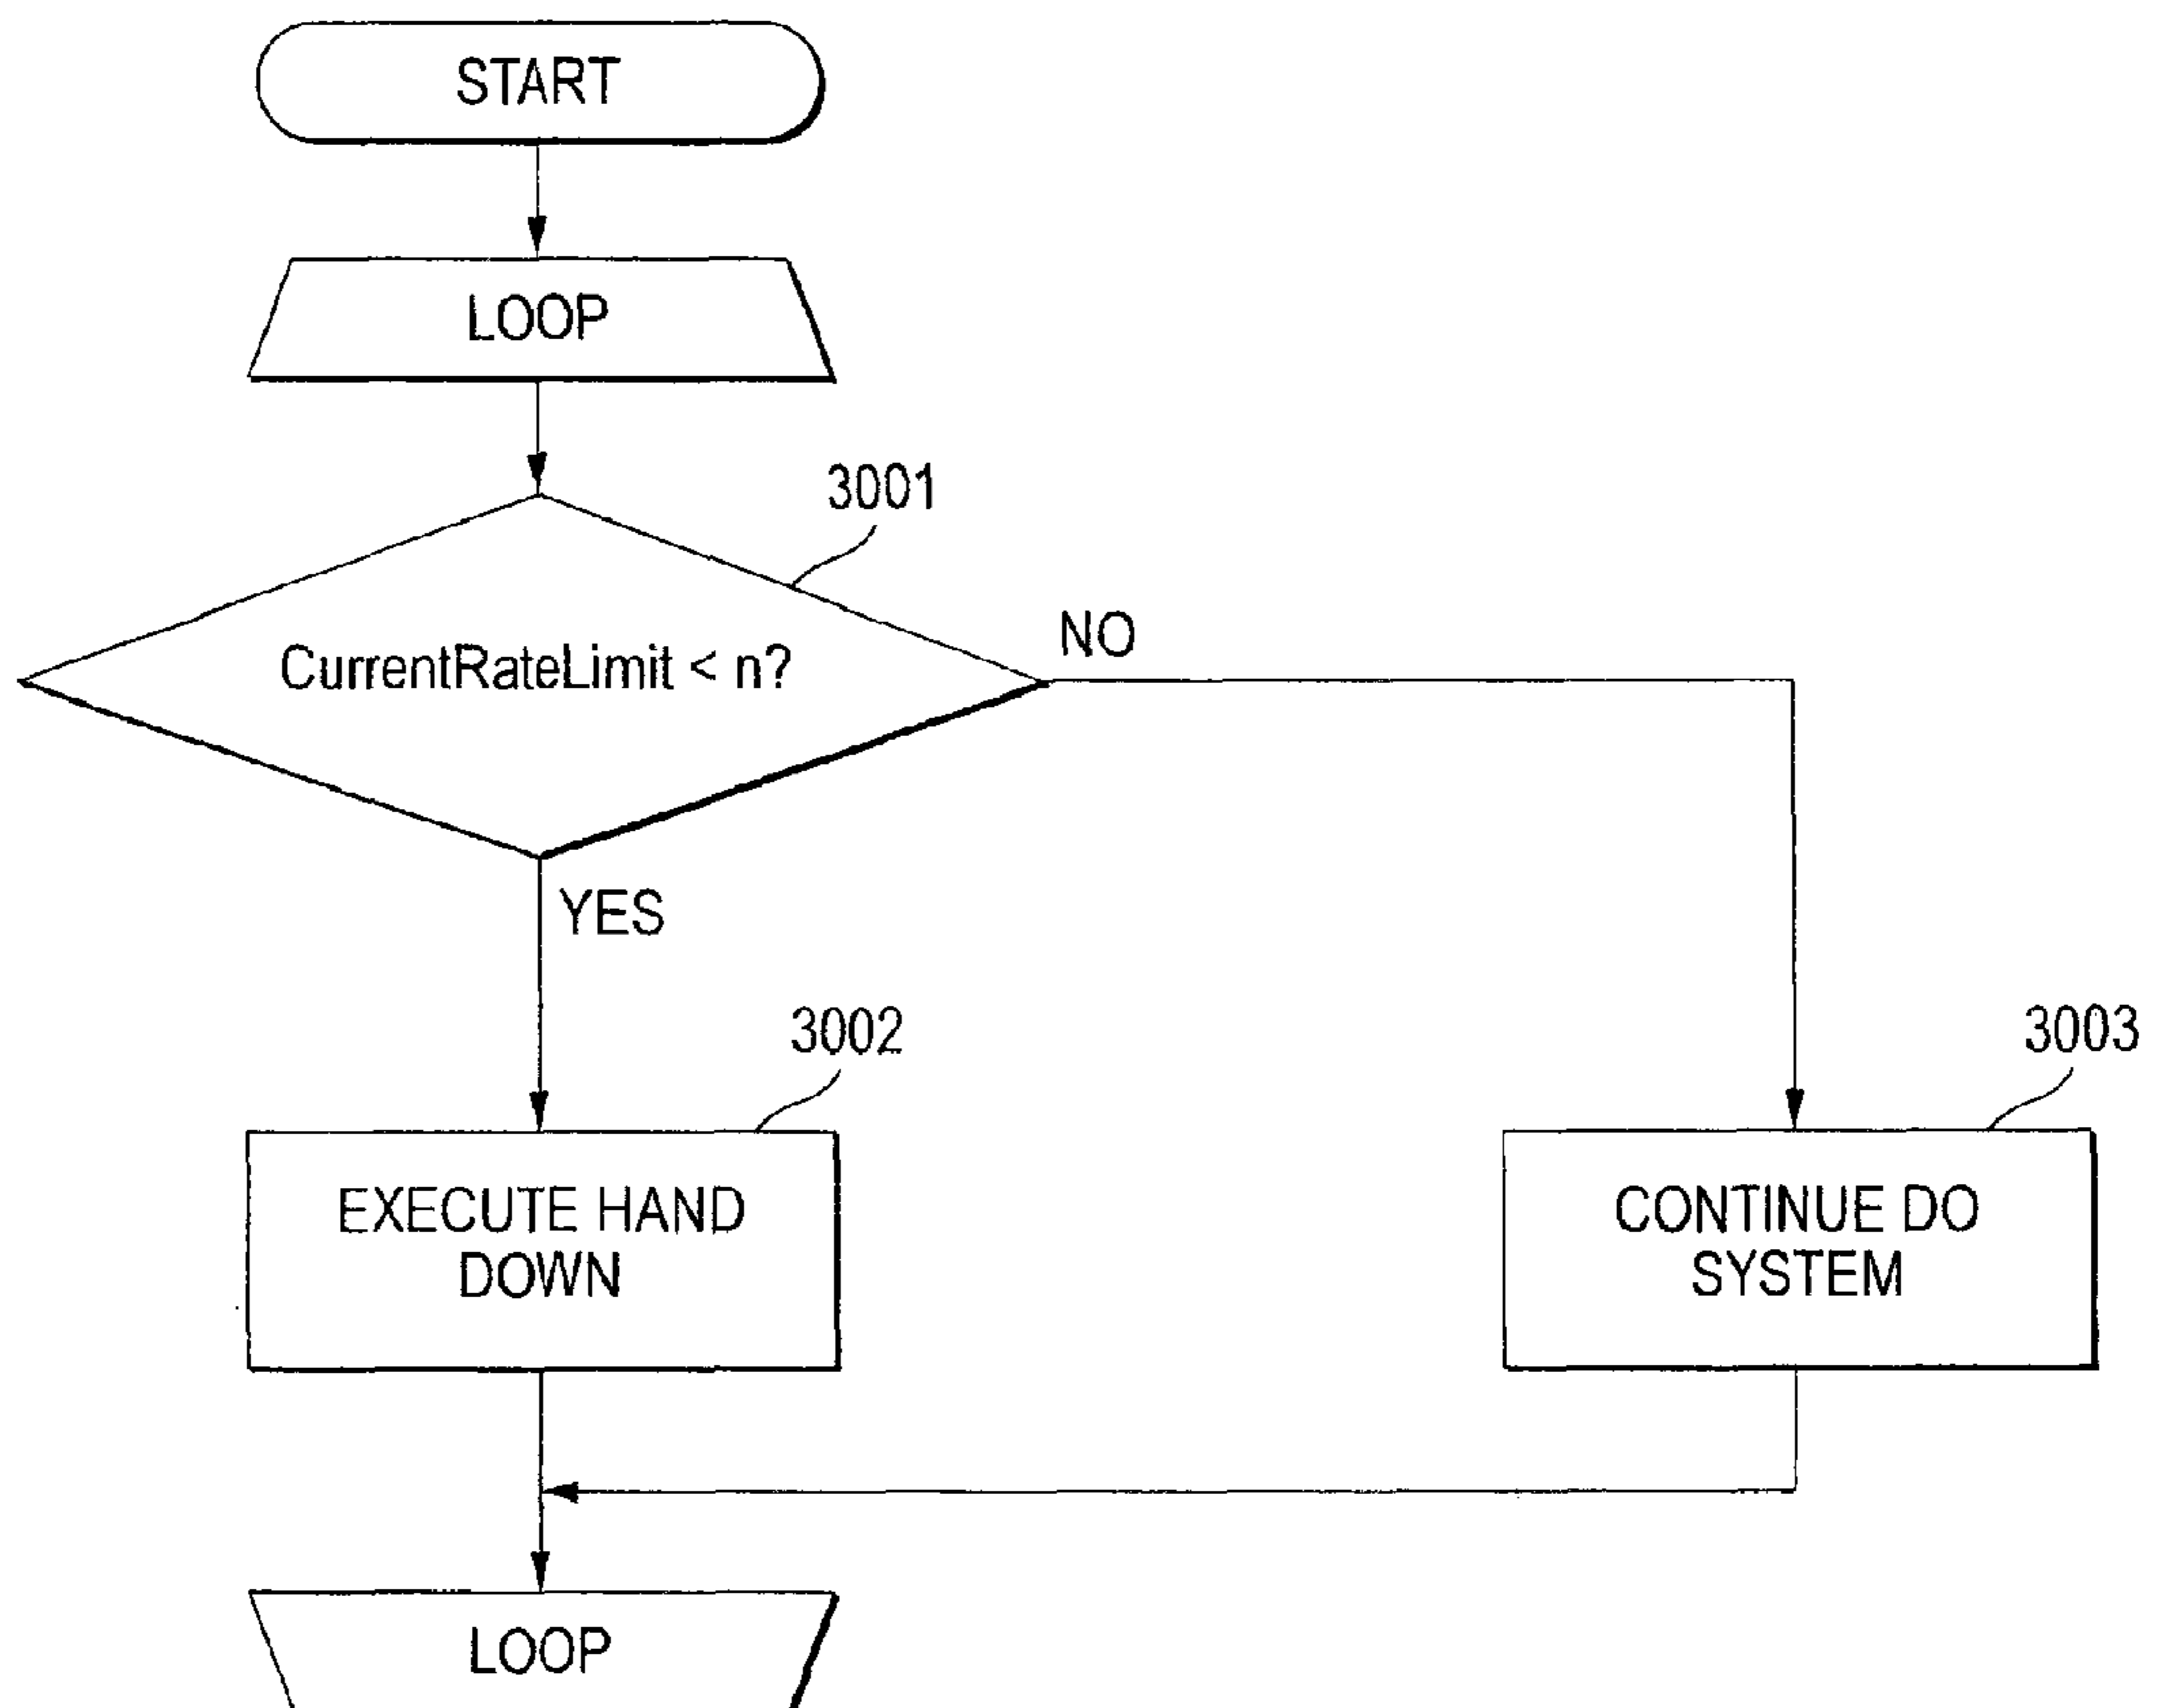 START
LOOP
3001
CurrentRateLimit < n?
NO
YES
3002
EXECUTE HAND
DOWN
3003
CONTINUE DO
SYSTEM
LOOP